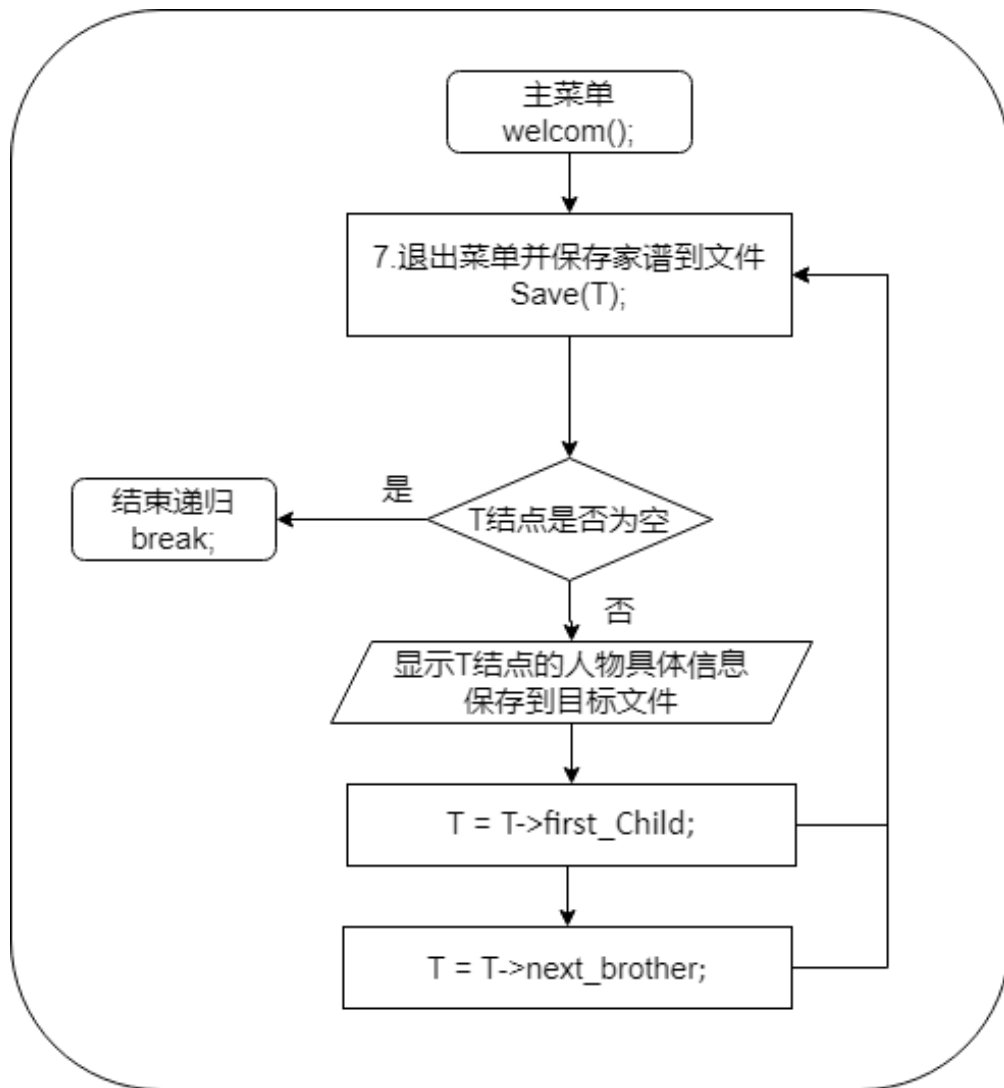 主菜单
welcom();
7.退出菜单并保存家谱到文件
Save(T);
是
结束递归
break;
T结点是否为空
否
显示T结点的人物具体信息
保存到目标文件
T = T->first_Child;
T = T->next_brother;